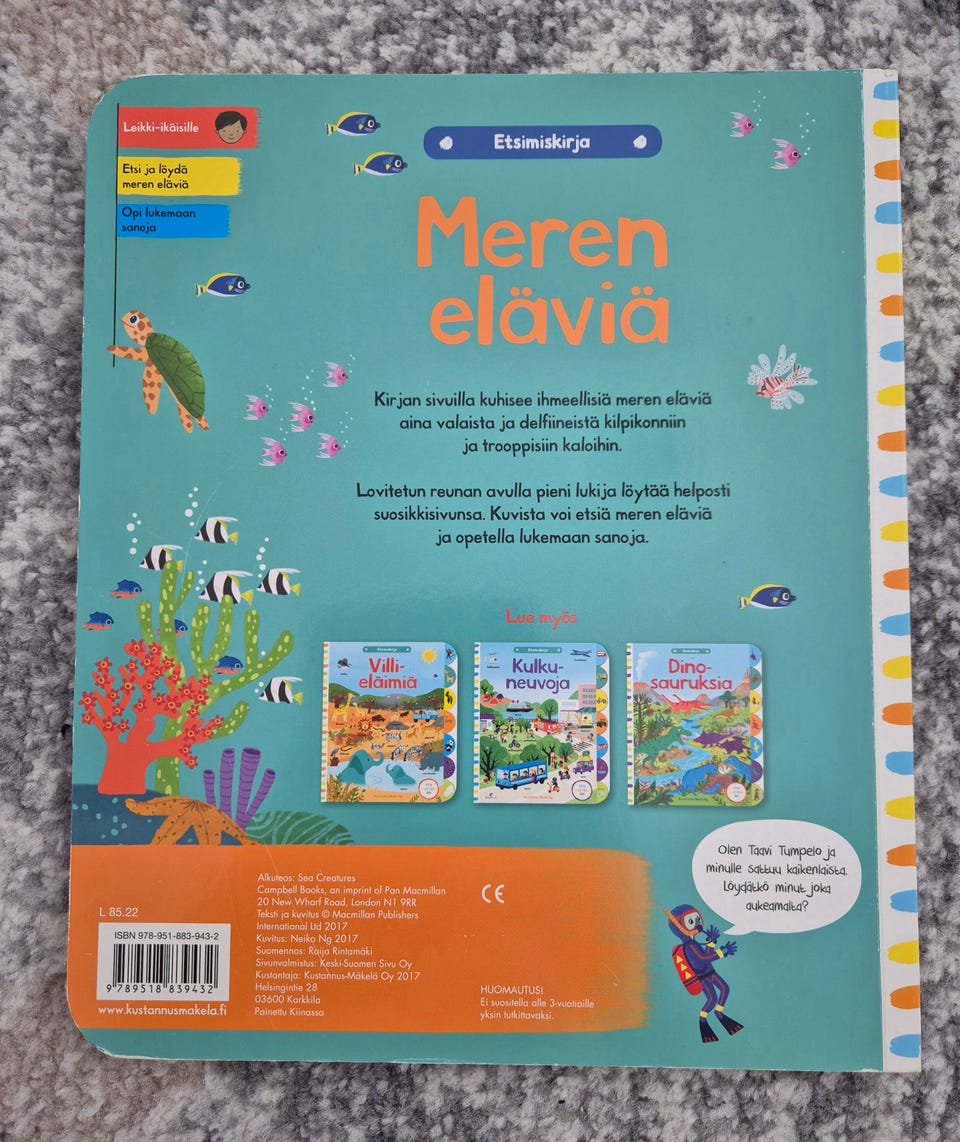 Leikki-ikäisille
Etsi ja löydä
meren eläviä
Opi lukemaan
sanoja
Etsimiskirja
Meren
eläviä
Kirjan sivuilla kuhisee ihmeellisiä meren eläviä
aina valaista ja delfiineistä kilpikonniin
ja trooppisiin kaloihin.
Lovitetun reunan avulla pieni lukija löytää helposti
suosikkisivunsa. Kuvista voi etsiä meren eläviä
ja opetella lukemaan sanoja.
Lue myös
Etsimiskirja
Villi-
eläimiä
Etsimiskirja
Kulku-
neuvoja
Etsimiskirja
Dino-
sauruksia
Olen Taavi Tumpelo ja
minulle sattuu kaikenlaista.
Löydätkö minut joka
aukeamalta?
L 85.22
ISBN 978-951-883-943-2
9 789518 839432
www.kustannusmakela.fi
Alkuteos: Sea Creatures
Campbell Books, an imprint of Pan Macmillan
20 New Wharf Road, London N1 9RR
Teksti ja kuvitus © Macmillan Publishers
International Ltd 2017
Kuvitus: Neiko Ng 2017
Suomennos: Raija Rintamäki
Sivunvalmistus: Keski-Suomen Sivu Oy
Kustantaja: Kustannus-Mäkelä Oy 2017
Helsingintie 28
03600 Karkkila
Painettu Kiinassa
CE
HUOMAUTUS!
Ei suositella alle 3-vuotiaille
yksin tutkittavaksi.